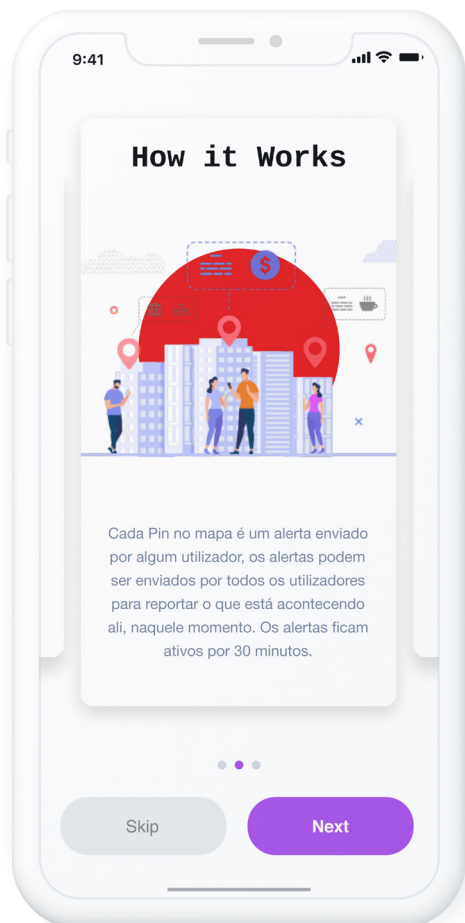 9:41
How it Works
$
Cada Pin no mapa é um alerta enviado
por algum utilizador, os alertas podem
ser enviados por todos os utilizadores
para reportar o que está acontecendo
ali, naquele momento. Os alertas ficam
ativos por 30 minutos.
Skip
Next